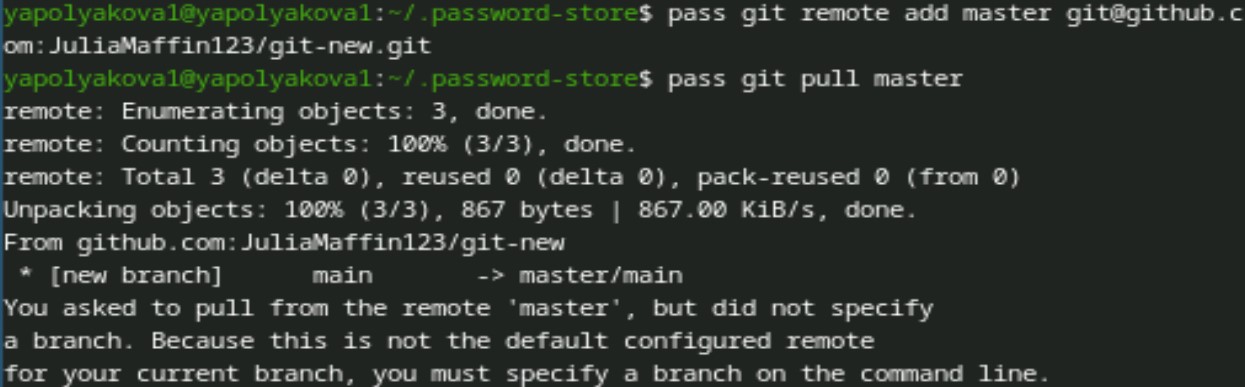 yapolyakova1@yapolyakova1:~/.password-store$ pass git remote add master git@github.c
om:JuliaMaffin123/git-new.git
yapolyakova1@yapolyakova1:~/.password-store$ pass git pull master
remote: Enumerating objects: 3, done.
remote: Counting objects: 100% (3/3), done.
remote: Total 3 (delta 0), reused 0 (delta 0), pack-reused 0 (from 0)
Unpacking objects: 100% (3/3), 867 bytes | 867.00 KiB/s, done.
From github.com:JuliaMaffin123/git-new
 * [new branch]      main       -> master/main
You asked to pull from the remote 'master', but did not specify
a branch. Because this is not the default configured remote
for your current branch, you must specify a branch on the command line.